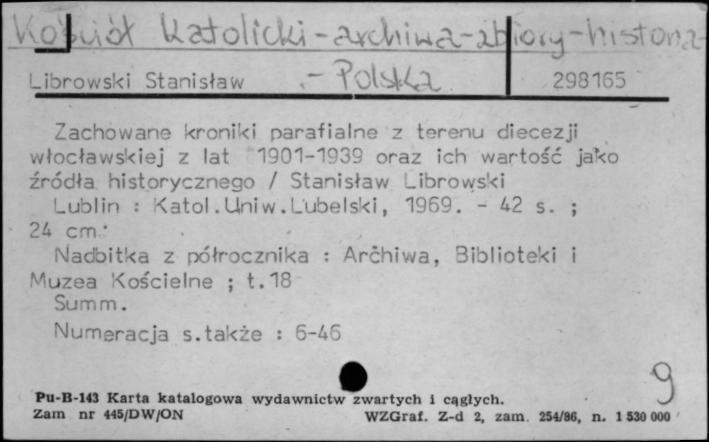 Kościół Katolicki - archiwa - zbiory - historia -
Librowski Stanisław - Polska 298165
Zachowane kroniki parafialne z terenu diecezji
włocławskiej z lat 1901-1939 oraz ich wartość jako
źródła historycznego / Stanisław Librowski
Lublin : Katol.Uniw.Lubelski, 1969. - 42 s. ;
24 cm.
Nadbitka z półrocznika : Archiwa, Biblioteki i
Muzea Kościelne ; t.18
Summ.
Numeracja s.także : 6-46
9
Pu-B-143 Karta katalogowa wydawnictw zwartych i cągłych.
Zam nr 445/DW/ON WZGraf. Z-d 2, zam. 254/86, n. 1 530 000